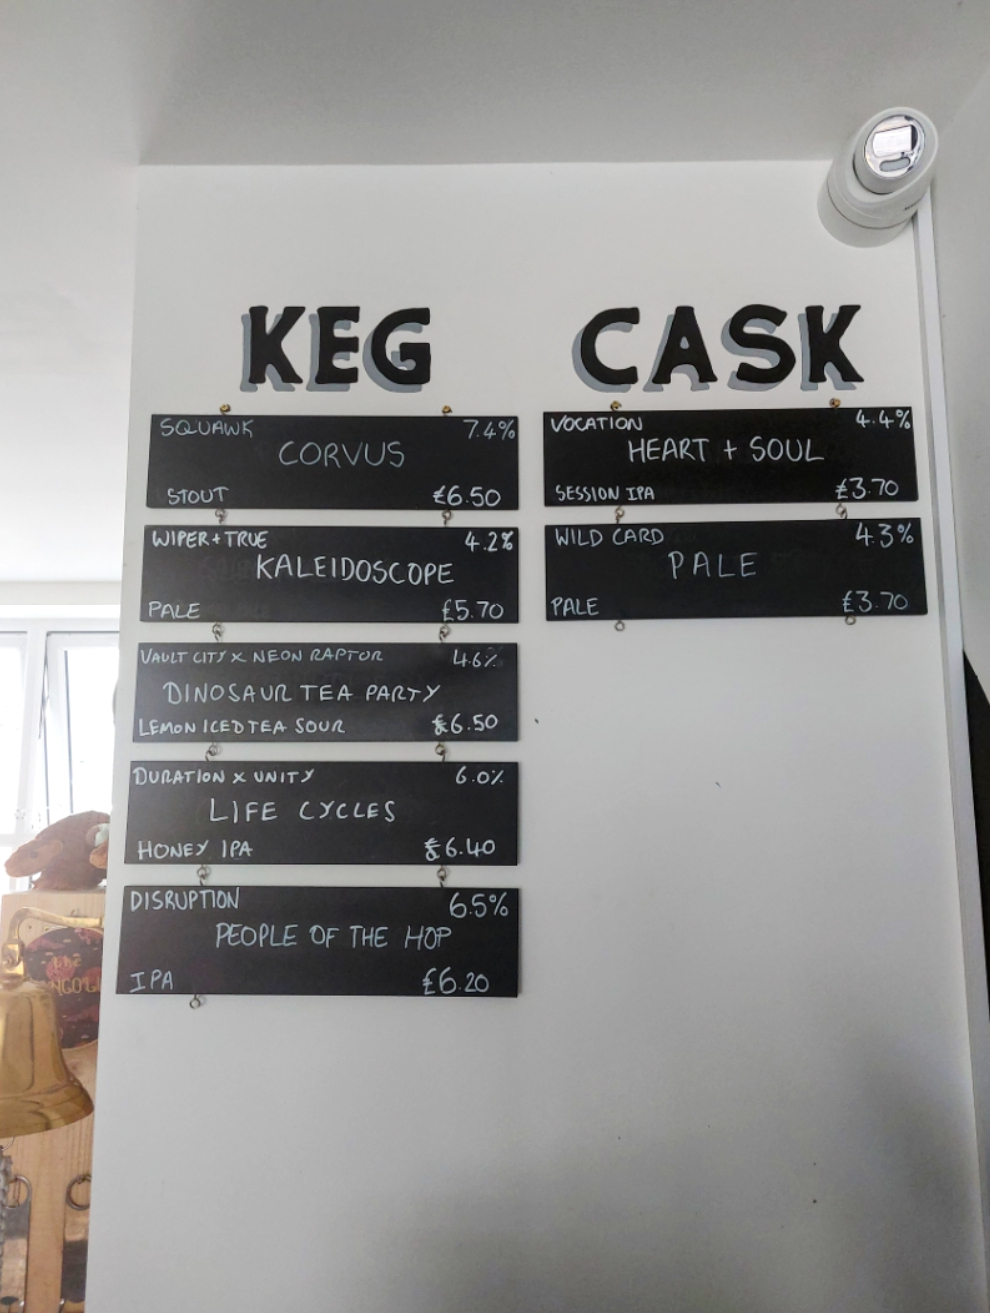 KEG
SQUAWK 7.4%
CORVUS
STOUT £6.50
WIPER+TRUE 4.2%
KALEIDOSCOPE
PALE £5.70
VAULT CITY X NEON RAPTOR 4.6%
DINOSAUR TEA PARTY
LEMON ICED TEA SOUR £6.50
DURATION X UNITY 6.0%
LIFE CYCLES
HONEY IPA £6.40
DISRUPTION 6.5%
PEOPLE OF THE HOP
IPA £6.20
CASK
VOCATION 4.4%
HEART + SOUL
SESSION IPA £3.70
WILD CARD 4.3%
PALE
PALE £3.70